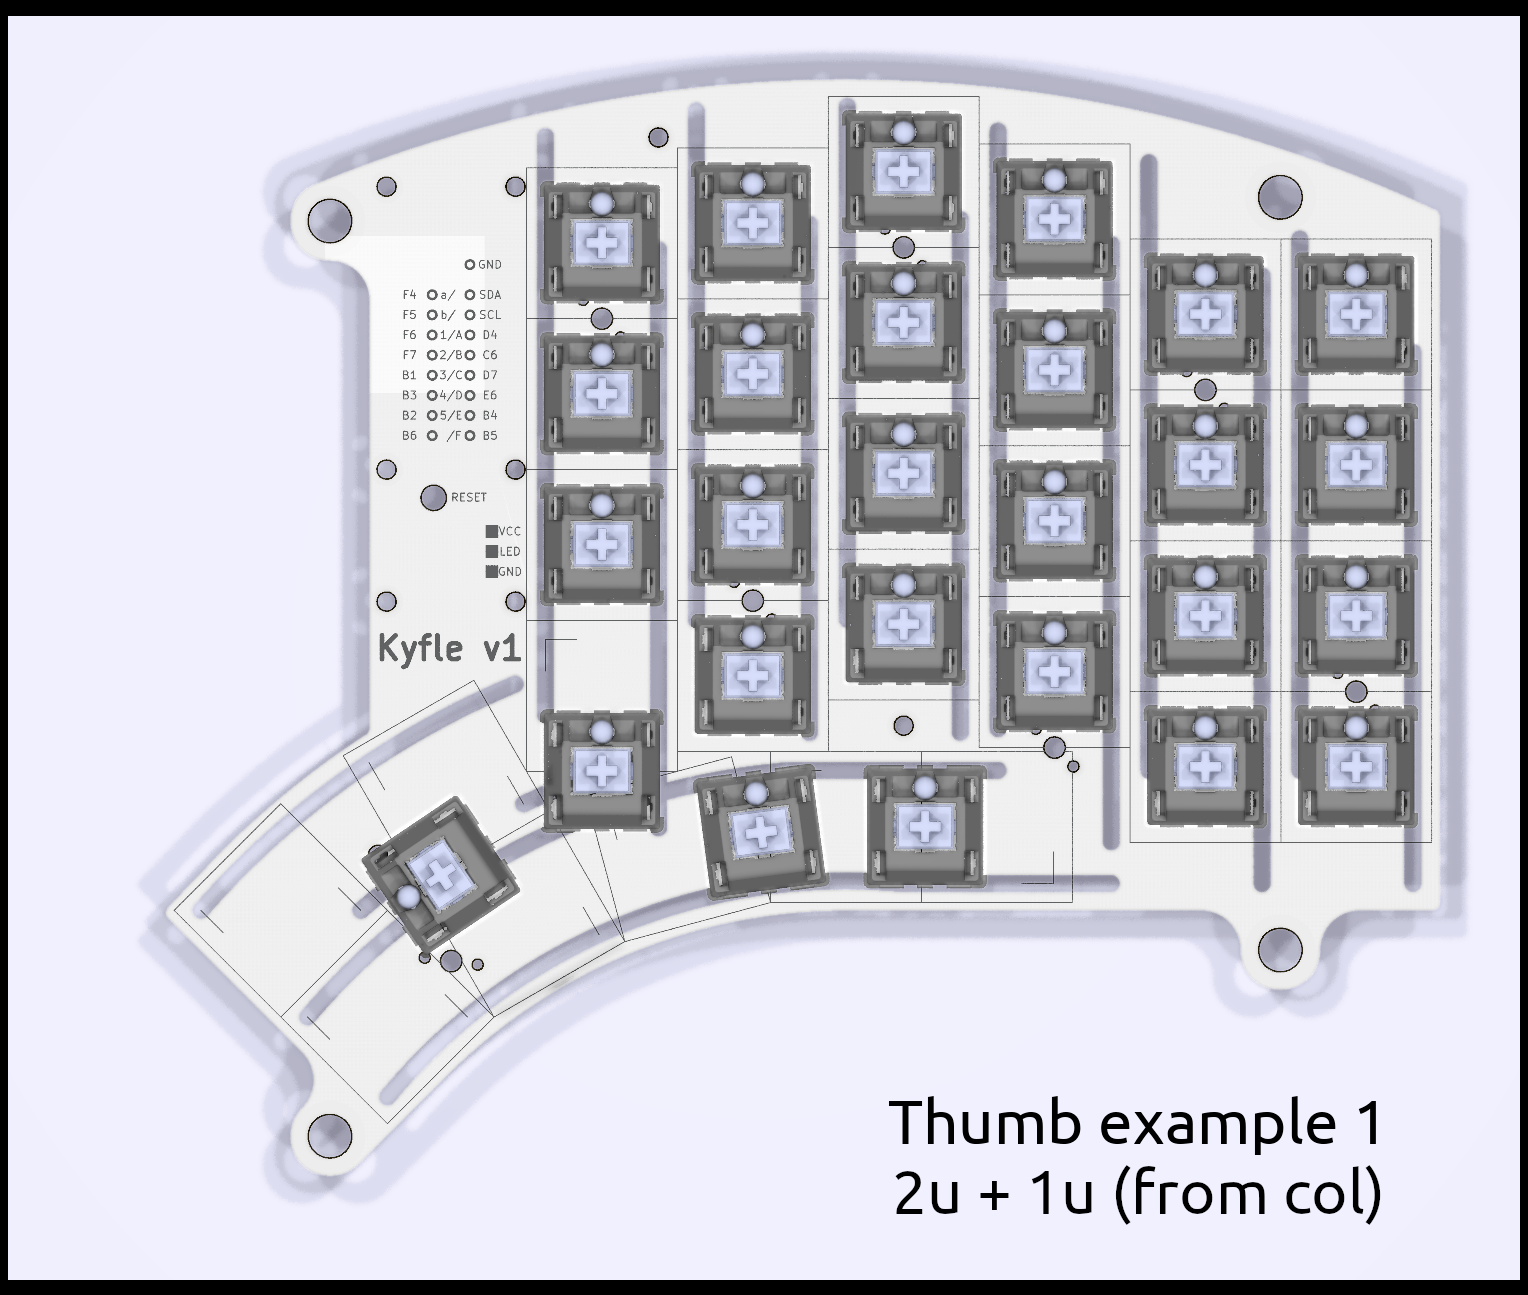 GND
F4 a/ SDA
F5 b/ SCL
F6 1/A D4
F7 2/B C6
B1 3/C D7
B3 4/D E6
B2 5/E B4
B6 /F B5
RESET
VCC
LED
GND
Kyfle v1
Thumb example 1
2u + 1u (from col)